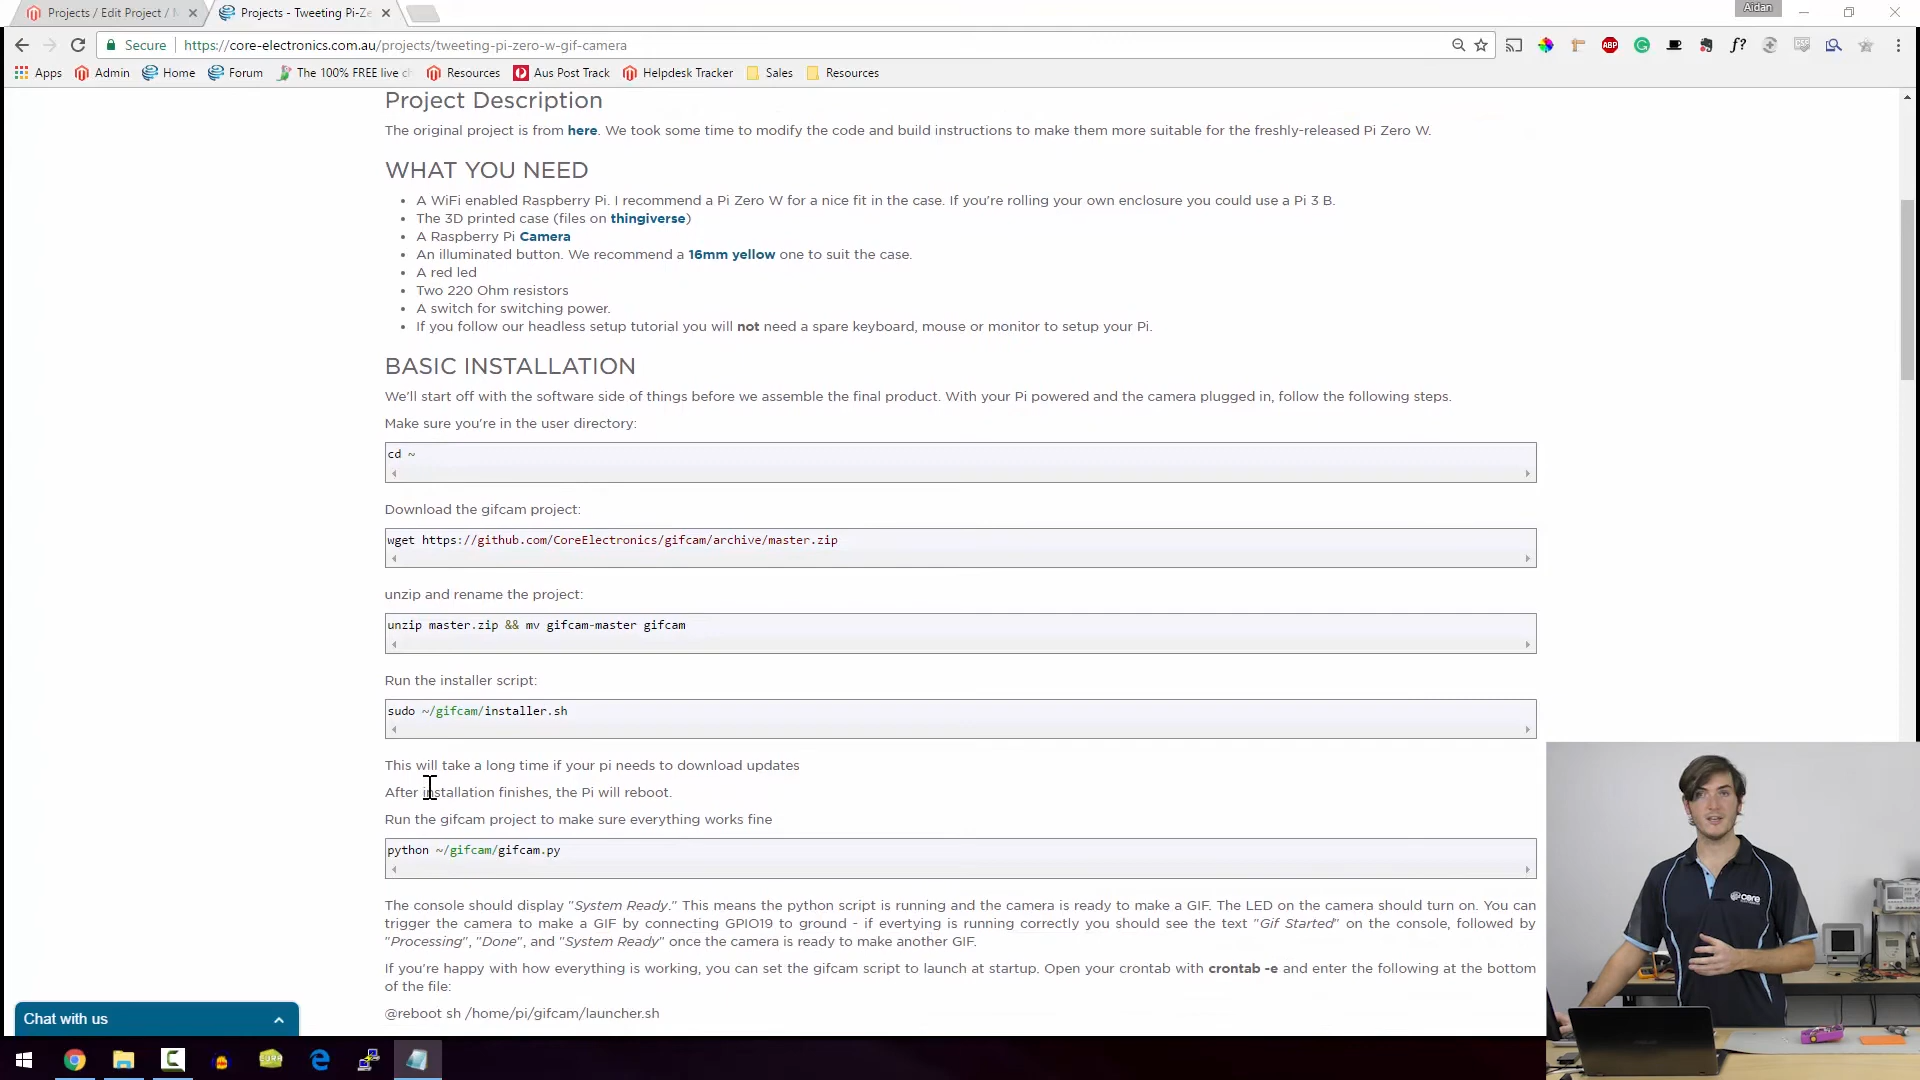 Projects / Edit Project /
Projects - Tweeting Pi-Ze
Aidan
Secure
https://core-electronics.com.au/projects/tweeting-pi-zero-w-gif-camera
ABP
f?
Apps
Admin
Home
Forum
The 100% FREE live c
Resources
Aus Post Track
Helpdesk Tracker
Sales
Resources
Project Description
The original project is from here. We took some time to modify the code and build instructions to make them more suitable for the freshly-released Pi Zero W.
WHAT YOU NEED
• A WiFi enabled Raspberry Pi. I recommend a Pi Zero W for a nice fit in the case. If you're rolling your own enclosure you could use a Pi 3 B.
• The 3D printed case (files on thingiverse)
• A Raspberry Pi Camera
• An illuminated button. We recommend a 16mm yellow one to suit the case.
• A red led
• Two 220 Ohm resistors
• A switch for switching power.
• If you follow our headless setup tutorial you will not need a spare keyboard, mouse or monitor to setup your Pi.
BASIC INSTALLATION
We'll start off with the software side of things before we assemble the final product. With your Pi powered and the camera plugged in, follow the following steps.
Make sure you're in the user directory:
cd ~
Download the gifcam project:
wget https://github.com/CoreElectronics/gifcam/archive/master.zip
unzip and rename the project:
unzip master.zip && mv gifcam-master gifcam
Run the installer script:
sudo ~/gifcam/installer.sh
This will take a long time if your pi needs to download updates
After installation finishes, the Pi will reboot.
Run the gifcam project to make sure everything works fine
python ~/gifcam/gifcam.py
The console should display "System Ready." This means the python script is running and the camera is ready to make a GIF. The LED on the camera should turn on. You can
trigger the camera to make a GIF by connecting GPIO19 to ground - if evertying is running correctly you should see the text "Gif Started" on the console, followed by
"Processing", "Done", and "System Ready" once the camera is ready to make another GIF.
If you're happy with how everything is working, you can set the gifcam script to launch at startup. Open your crontab with crontab -e and enter the following at the bottom
of the file:
@reboot sh /home/pi/gifcam/launcher.sh
Chat with us
core